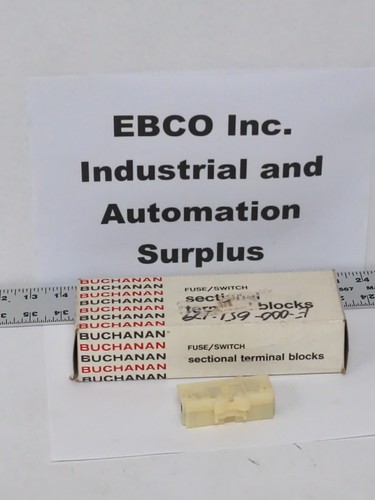 EBCO Inc.
Industrial and
Automation
Surplus
BUCHANAN
BUCHANAN
BUCHANAN
BUCHANAN
BUCHANAN
BUCHANAN
BUCHANAN
BUCHANAN
BUCHANAN
BUCHANAN
FUSE/SWITCH
sectional
terminal blocks
FUSE/SWITCH
sectional terminal blocks